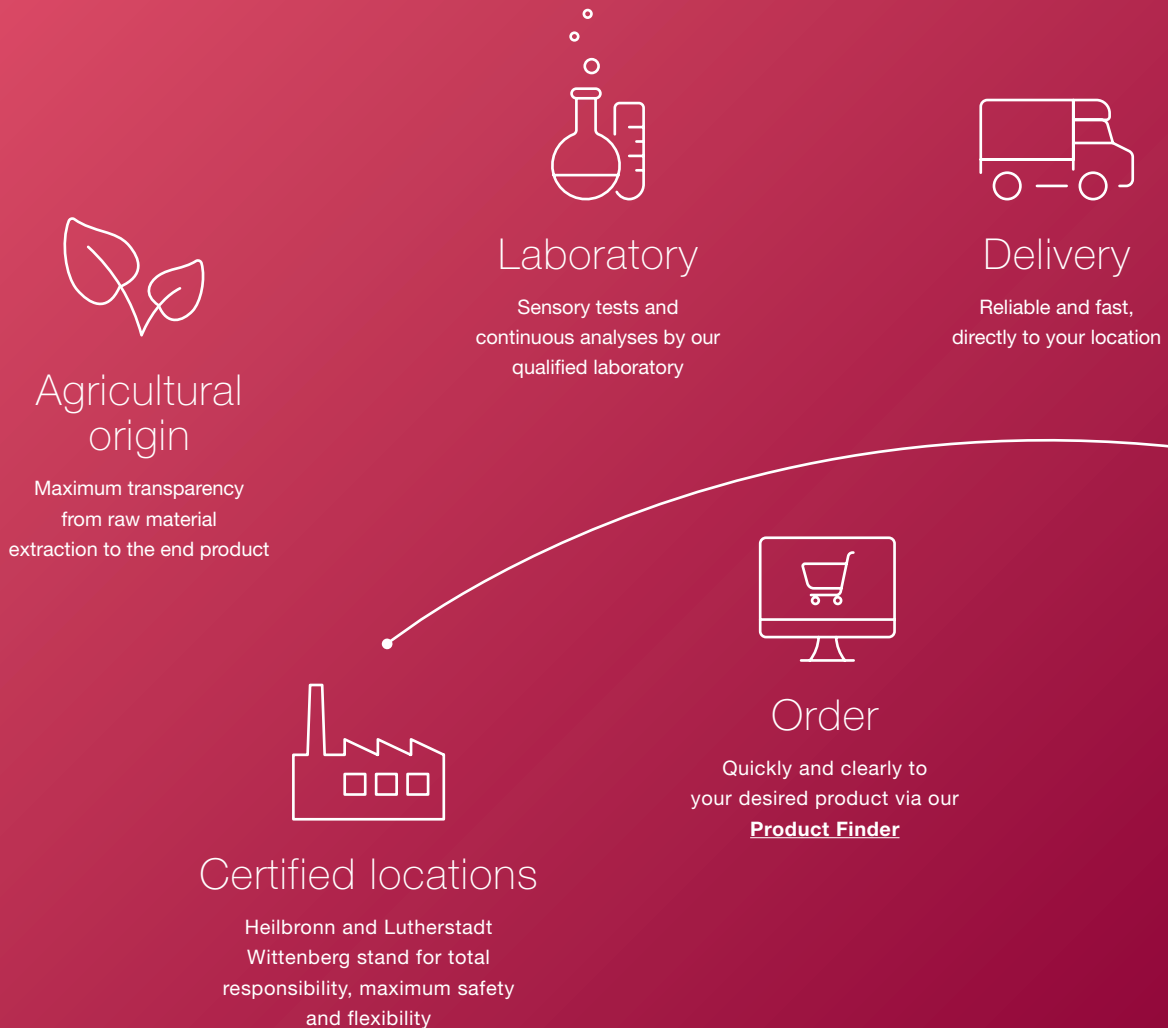 Agricultural
origin
Maximum transparency
from raw material
extraction to the end product
Certified locations
Heilbronn and Lutherstadt
Wittenberg stand for total
responsibility, maximum safety
and flexibility
Laboratory
Sensory tests and
continuous analyses by our
qualified laboratory
Order
Quickly and clearly to
your desired product via our
Product Finder
Delivery
Reliable and fast,
directly to your location